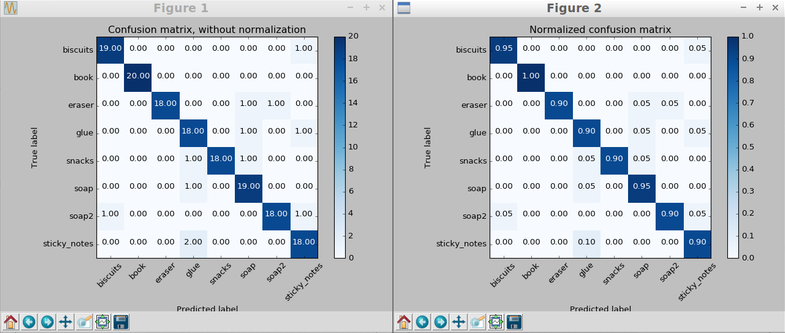 Figure 1
Confusion matrix, without normalization
True label
biscuits 19.00 0.00 0.00 0.00 0.00 0.00 0.00 1.00
book 0.00 20.00 0.00 0.00 0.00 0.00 0.00 0.00
eraser 0.00 0.00 18.00 0.00 0.00 1.00 1.00 0.00
glue 0.00 0.00 0.00 18.00 0.00 1.00 0.00 1.00
snacks 0.00 0.00 0.00 1.00 18.00 1.00 0.00 0.00
soap 0.00 0.00 0.00 1.00 0.00 19.00 0.00 0.00
soap2 1.00 0.00 0.00 0.00 0.00 0.00 18.00 1.00
sticky_notes 0.00 0.00 0.00 2.00 0.00 0.00 0.00 18.00
biscuits book eraser glue snacks soap soap2 sticky_notes
Predicted label
20
18
16
14
12
10
8
6
4
2
0
Figure 2
Normalized confusion matrix
True label
biscuits 0.95 0.00 0.00 0.00 0.00 0.00 0.00 0.05
book 0.00 1.00 0.00 0.00 0.00 0.00 0.00 0.00
eraser 0.00 0.00 0.90 0.00 0.00 0.05 0.05 0.00
glue 0.00 0.00 0.00 0.90 0.00 0.05 0.00 0.05
snacks 0.00 0.00 0.00 0.05 0.90 0.05 0.00 0.00
soap 0.00 0.00 0.00 0.05 0.00 0.95 0.00 0.00
soap2 0.05 0.00 0.00 0.00 0.00 0.00 0.90 0.05
sticky_notes 0.00 0.00 0.00 0.10 0.00 0.00 0.00 0.90
biscuits book eraser glue snacks soap soap2 sticky_notes
Predicted label
1.0
0.9
0.8
0.7
0.6
0.5
0.4
0.3
0.2
0.1
0.0